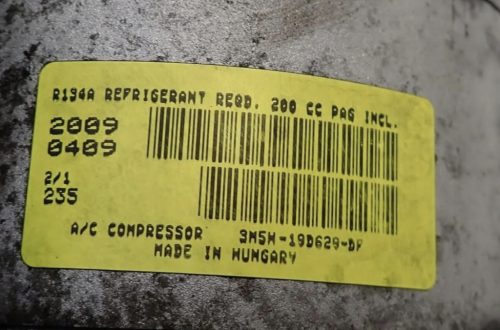 R134A REFRIGERANT REQD. 200 CC PAG INCL.
2009
0409
2/1
235
A/C COMPRESSOR 3M5H-19D629-DF
MADE IN HUNGARY